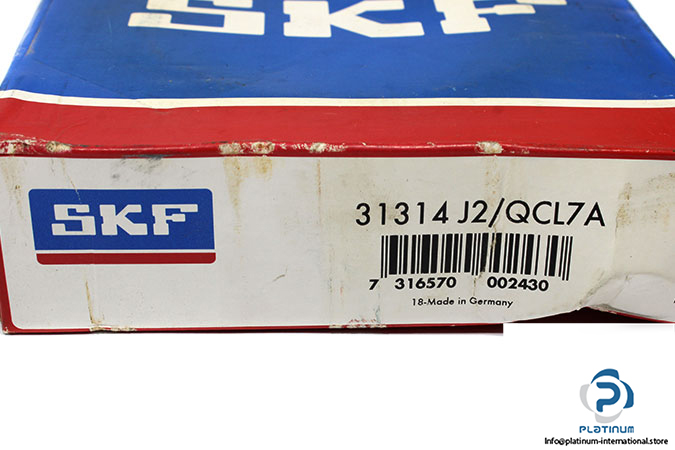 SKF
SKF
31314 J2/QCL7A
7 316570 002430
18-Made in Germany
PLATINUM
Info@platinum-international.store